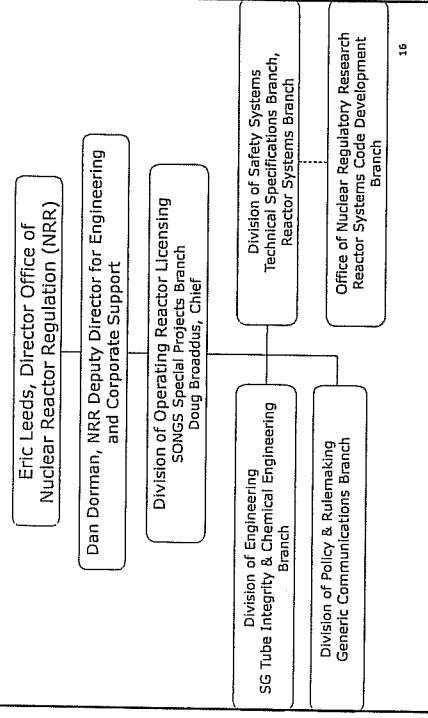 Eric Leeds, Director Office of
Nuclear Reactor Regulation (NRR)
Dan Dorman, NRR Deputy Director for Engineering
and Corporate Support
Division of Operating Reactor Licensing
SONGS Special Projects Branch
Doug Broaddus, Chief
Division of Engineering
SG Tube Integrity & Chemical Engineering
Branch
Division of Safety Systems
Technical Specifications Branch,
Reactor Systems Branch
Division of Policy & Rulemaking
Generic Communications Branch
Office of Nuclear Regulatory Research
Reactor Systems Code Development
Branch
16